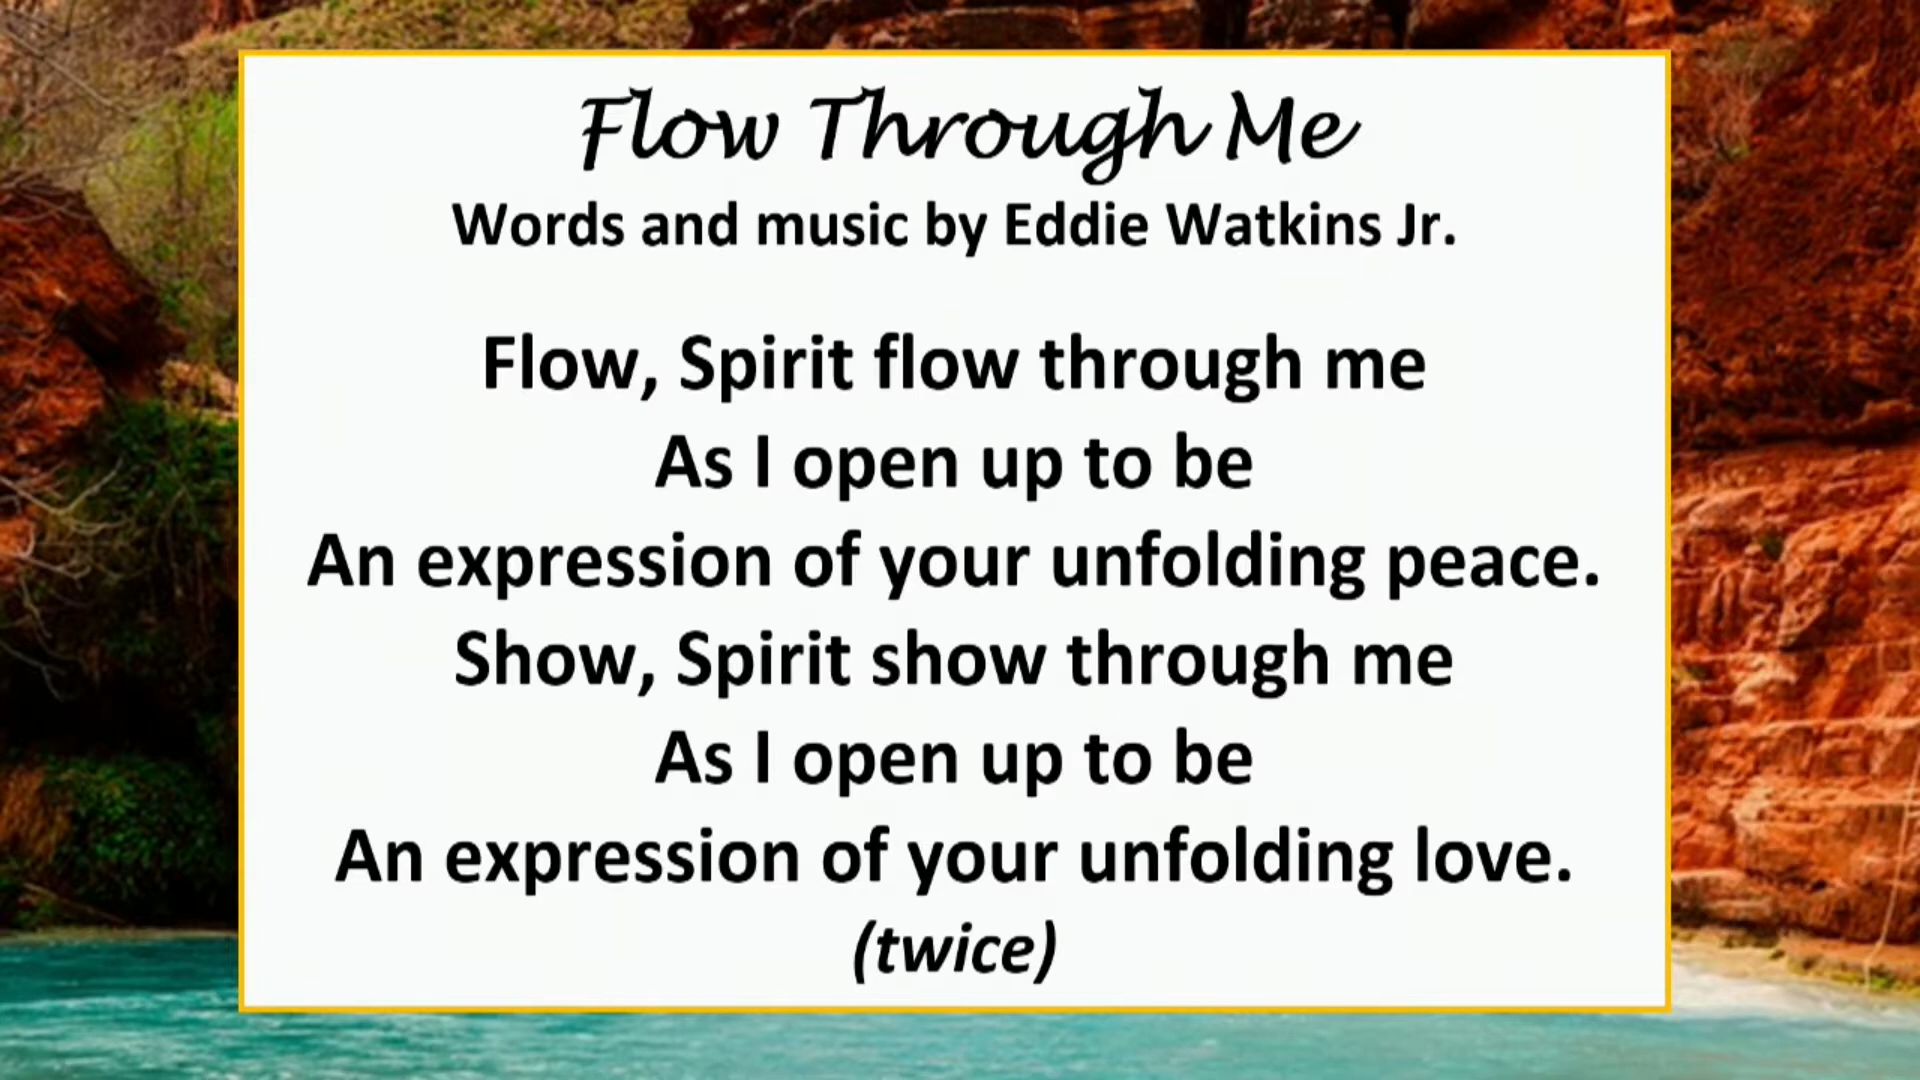 Flow Through Me
Words and music by Eddie Watkins Jr.
Flow, Spirit flow through me
As I open up to be
An expression of your unfolding peace.
Show, Spirit show through me
As I open up to be
An expression of your unfolding love.
(twice)